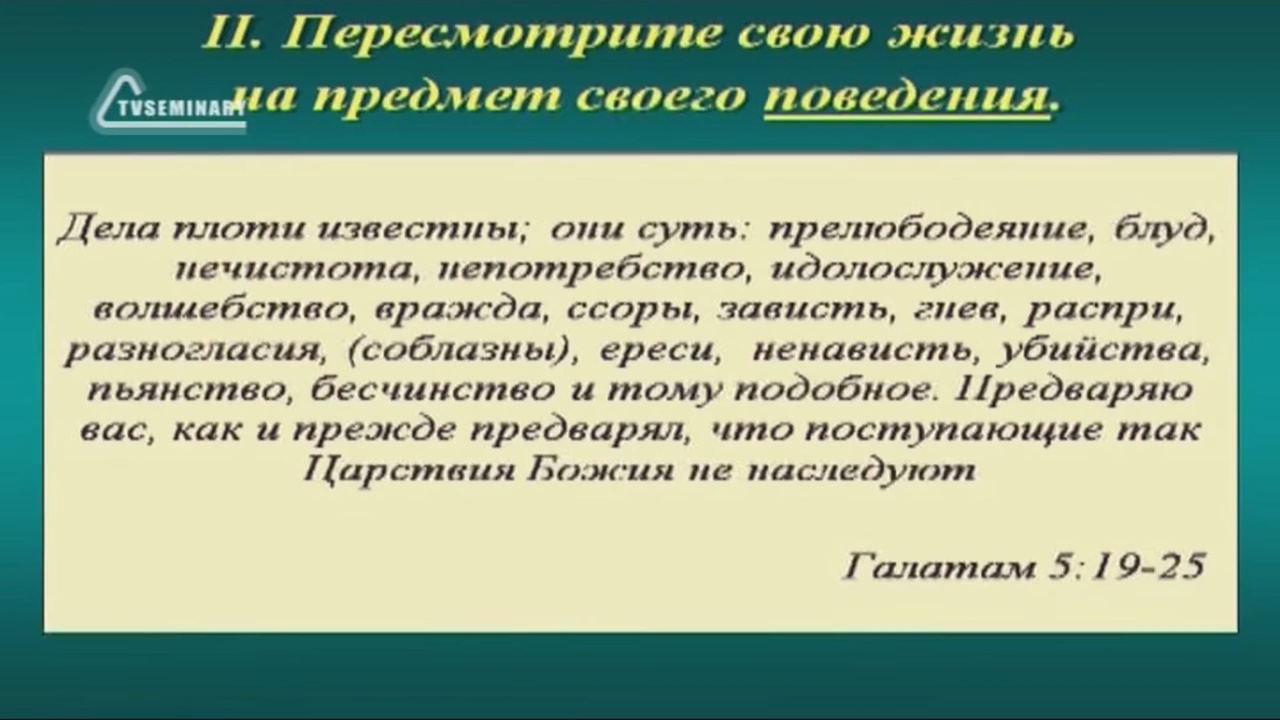 II. Пересмотрите свою жизнь
на предмет своего поведения.
TVSEMINARY
Дела плоти известны; они суть: прелюбодеяние, блуд,
нечистота, непотребство, идолослужение,
волшебство, вражда, ссоры, зависть, гнев, распри,
разногласия, (соблазны), ереси, ненависть, убийства,
пьянство, бесчинство и тому подобное. Предваряю
вас, как и прежде предварял, что поступающие так
Царствия Божия не наследуют
Галатам 5:19-25